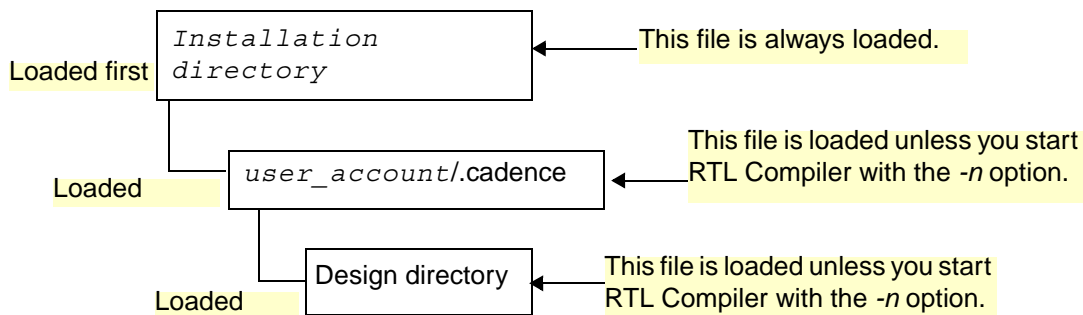 Installation
directory
This file is always loaded.
Loaded first
user_account/.cadence
This file is loaded unless you start
RTL Compiler with the -n option.
Loaded
Design directory
This file is loaded unless you start
RTL Compiler with the -n option.
Loaded